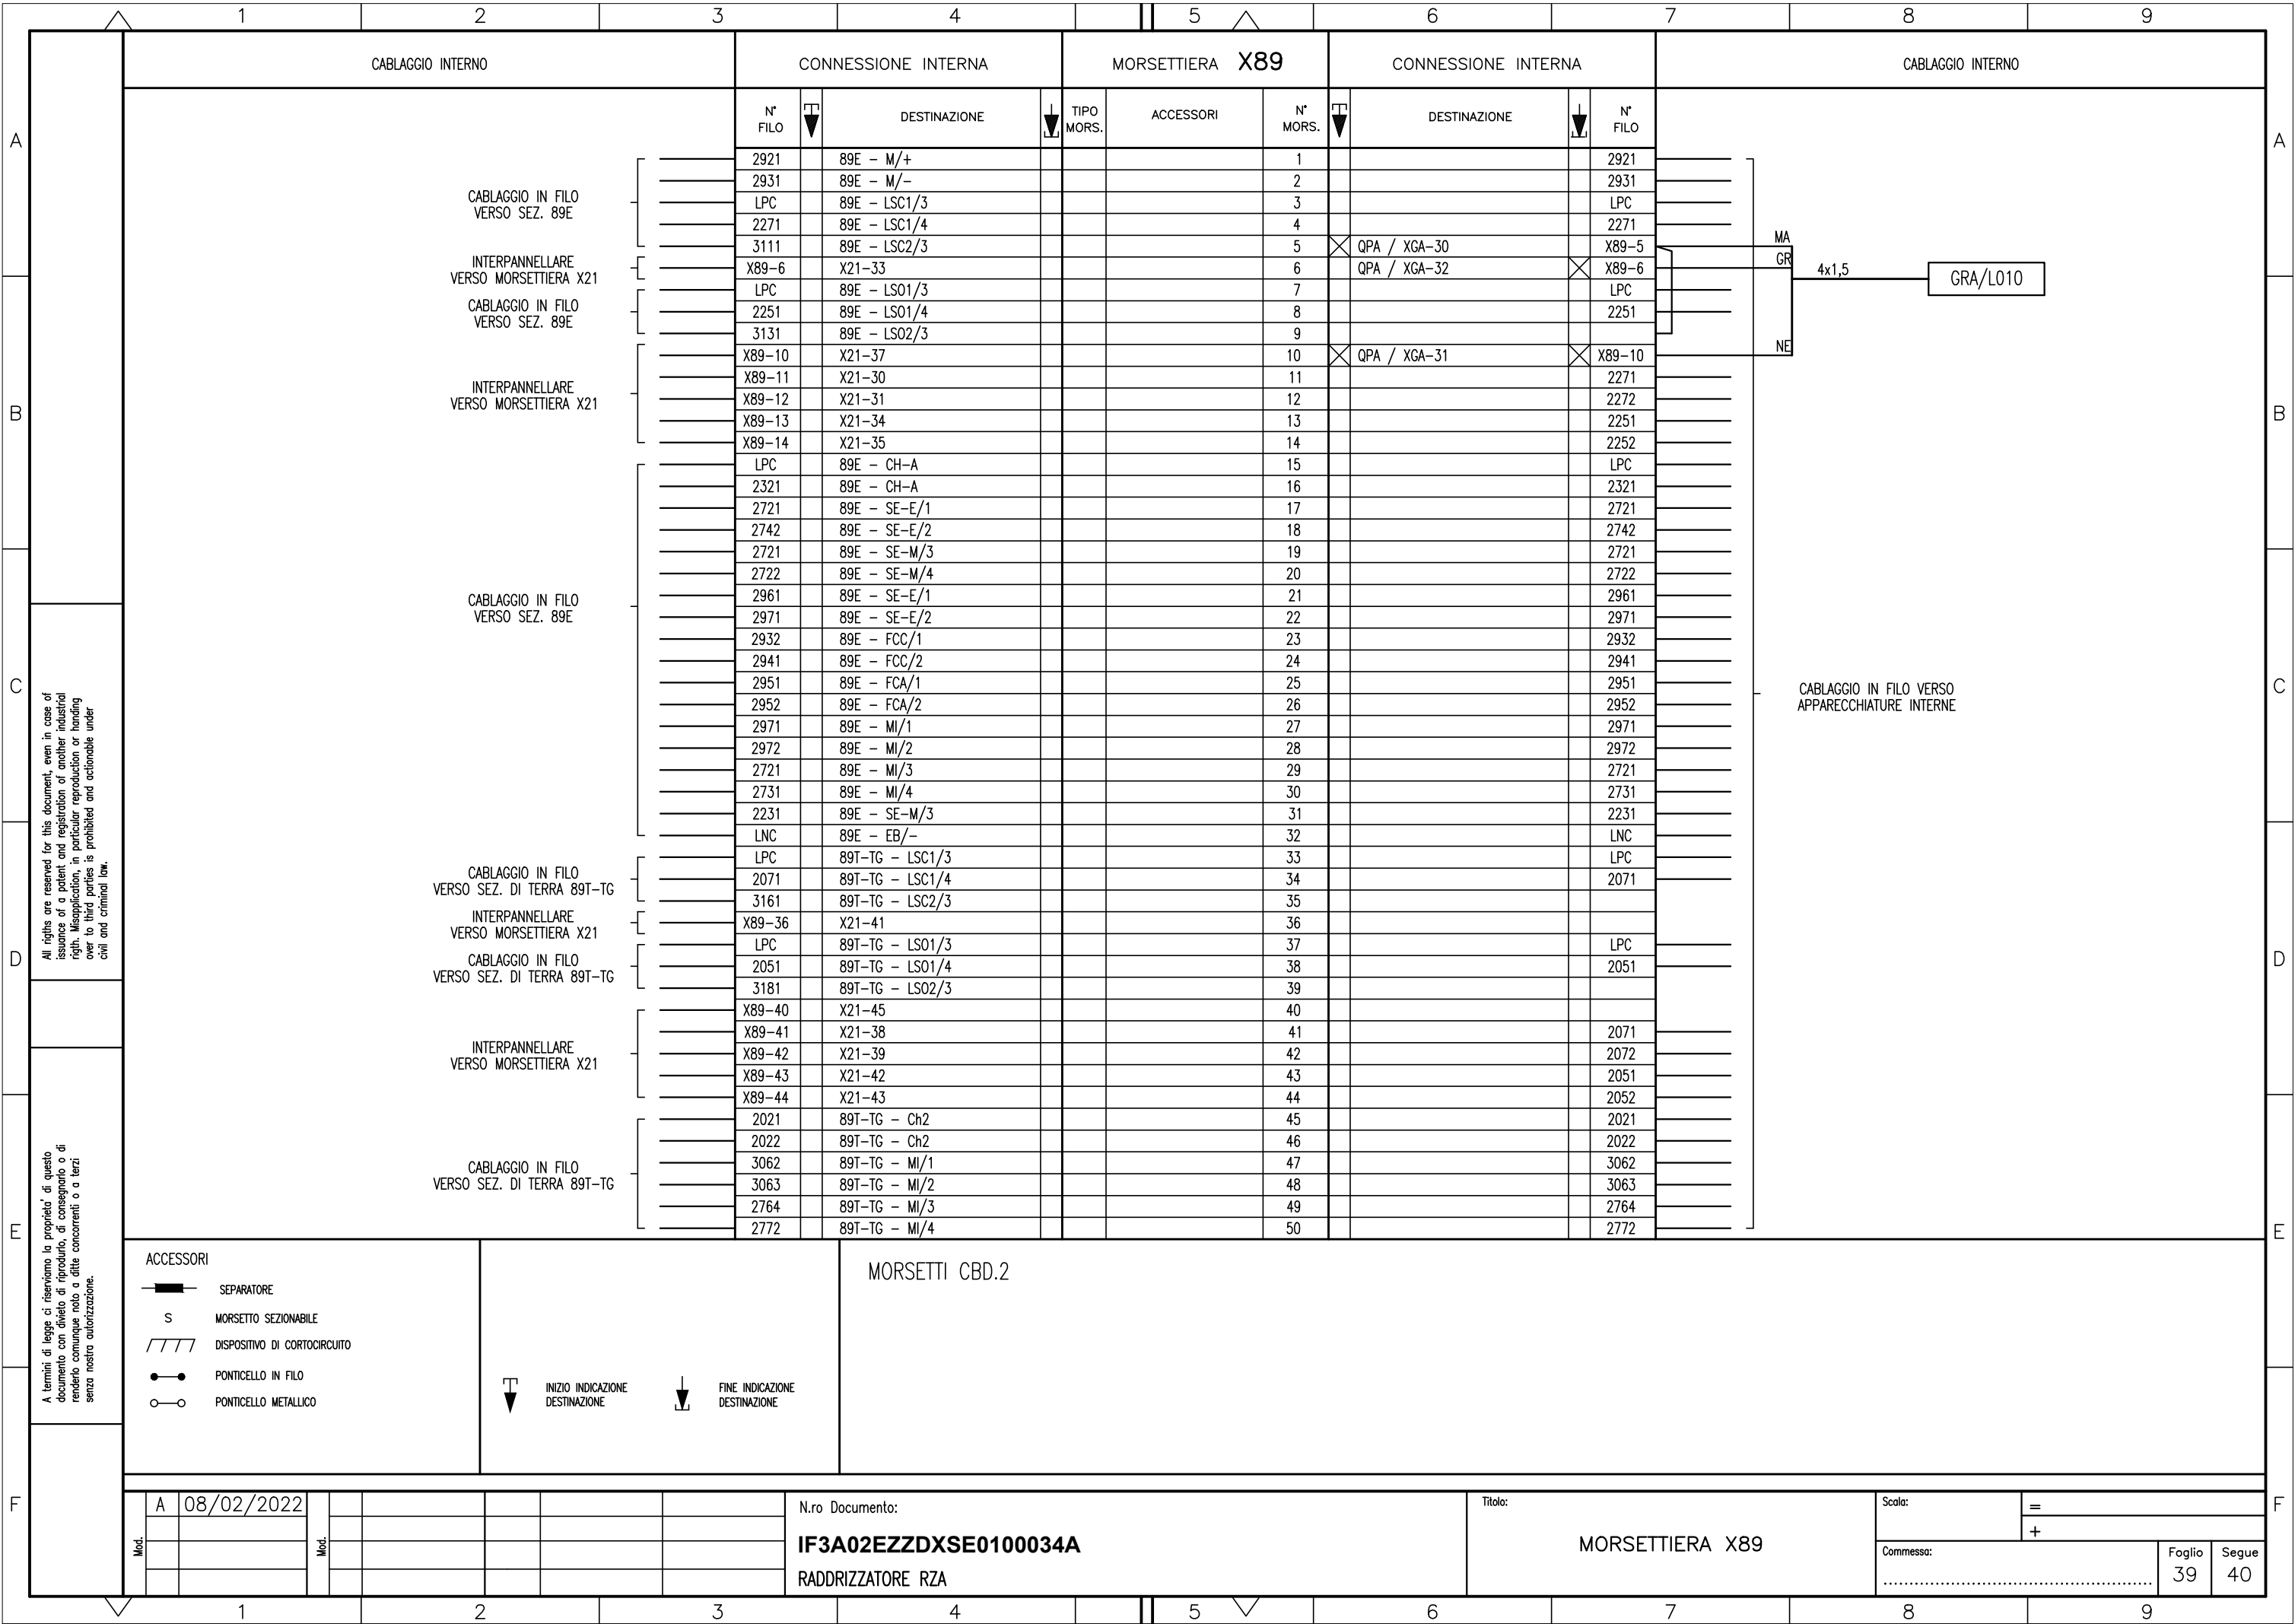 1 2 3 4 5 6 7 8 9
CABLAGGIO INTERNO
CONNESSIONE INTERNA
MORSETTIERA X89
CONNESSIONE INTERNA
CABLAGGIO INTERNO
N° FILO DESTINAZIONE TIPO MORS. ACCESSORI N° MORS. DESTINAZIONE N° FILO
2921 89E - M/+ 1 2921
2931 89E - M/- 2 2931
LPC 89E - LSC1/3 3 LPC
2271 89E - LSC1/4 4 2271
3111 89E - LSC2/3 5 QPA / XGA-30 X89-5
X89-6 X21-33 6 QPA / XGA-32 X89-6
LPC 89E - LSO1/3 7 LPC
2251 89E - LSO1/4 8 2251
3131 89E - LSO2/3 9
X89-10 X21-37 10 QPA / XGA-31 X89-10
X89-11 X21-30 11 2271
X89-12 X21-31 12 2272
X89-13 X21-34 13 2251
X89-14 X21-35 14 2252
LPC 89E - CH-A 15 LPC
2321 89E - CH-A 16 2321
2721 89E - SE-E/1 17 2721
2742 89E - SE-E/2 18 2742
2721 89E - SE-M/3 19 2721
2722 89E - SE-M/4 20 2722
2961 89E - SE-E/1 21 2961
2971 89E - SE-E/2 22 2971
2932 89E - FCC/1 23 2932
2941 89E - FCC/2 24 2941
2951 89E - FCA/1 25 2951
2952 89E - FCA/2 26 2952
2971 89E - MI/1 27 2971
2972 89E - MI/2 28 2972
2721 89E - MI/3 29 2721
2731 89E - MI/4 30 2731
2231 89E - SE-M/3 31 2231
LNC 89E - EB/- 32 LNC
LPC 89T-TG - LSC1/3 33 LPC
2071 89T-TG - LSC1/4 34 2071
3161 89T-TG - LSC2/3 35
X89-36 X21-41 36
LPC 89T-TG - LSO1/3 37 LPC
2051 89T-TG - LSO1/4 38 2051
3181 89T-TG - LSO2/3 39
X89-40 X21-45 40
X89-41 X21-38 41 2071
X89-42 X21-39 42 2072
X89-43 X21-42 43 2051
X89-44 X21-43 44 2052
2021 89T-TG - Ch2 45 2021
2022 89T-TG - Ch2 46 2022
3062 89T-TG - MI/1 47 3062
3063 89T-TG - MI/2 48 3063
2764 89T-TG - MI/3 49 2764
2772 89T-TG - MI/4 50 2772
CABLAGGIO IN FILO
VERSO SEZ. 89E
INTERPANNELLARE
VERSO MORSETTIERA X21
CABLAGGIO IN FILO
VERSO SEZ. 89E
INTERPANNELLARE
VERSO MORSETTIERA X21
CABLAGGIO IN FILO
VERSO SEZ. 89E
CABLAGGIO IN FILO
VERSO SEZ. DI TERRA 89T-TG
INTERPANNELLARE
VERSO MORSETTIERA X21
CABLAGGIO IN FILO
VERSO SEZ. DI TERRA 89T-TG
INTERPANNELLARE
VERSO MORSETTIERA X21
CABLAGGIO IN FILO
VERSO SEZ. DI TERRA 89T-TG
MA
GR
NE
4x1,5
GRA/L010
CABLAGGIO IN FILO VERSO
APPARECCHIATURE INTERNE
A A
B B
C C
D D
E E
F F
All rigths are reserved for this document, even in case of
issuance of a patent and registration of another industrial
rigth. Misapplication, in particular reproduction or handing
over to third parties is prohibited and actionable under
civil and criminal law.
A termini di legge ci riserviamo la proprieta' di questo
documento con divieto di riprodurlo, di consegnarlo o di
renderlo comunque noto a ditte concorrenti o a terzi
senza nostra autorizzazione.
ACCESSORI
SEPARATORE
S MORSETTO SEZIONABILE
DISPOSITIVO DI CORTOCIRCUITO
PONTICELLO IN FILO
PONTICELLO METALLICO
INIZIO INDICAZIONE
DESTINAZIONE
FINE INDICAZIONE
DESTINAZIONE
MORSETTI CBD.2
Mod. A 08/02/2022
Mod.
N.ro Documento:
IF3A02EZZDXSE0100034A
RADDRIZZATORE RZA
Titolo:
MORSETTIERA X89
Scala:
=
+
Commessa:
Foglio 39
Segue 40
1 2 3 4 5 6 7 8 9